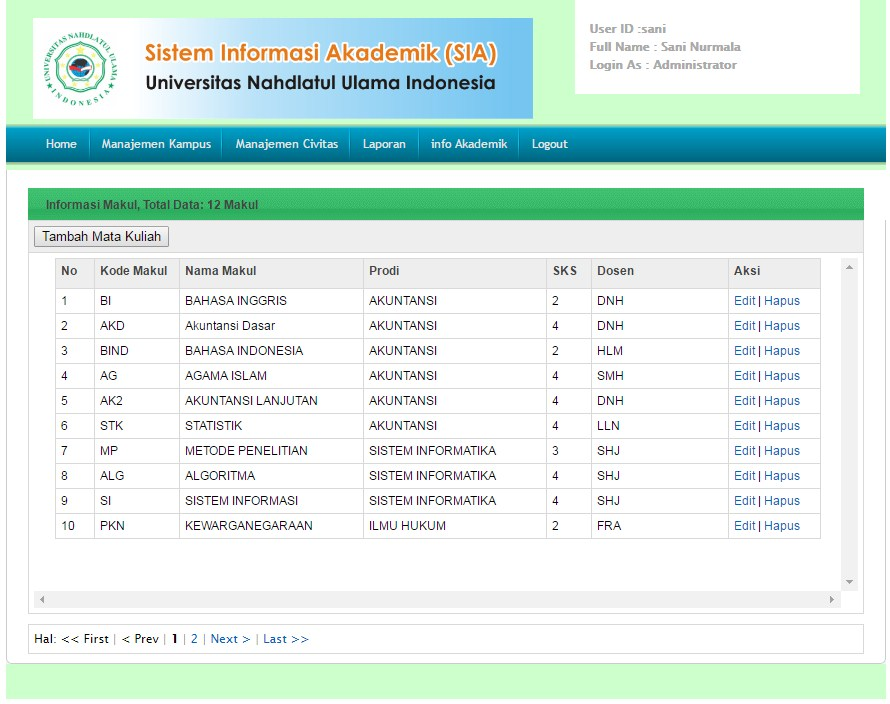 UNIVERSITAS NAHDLATUL ULAMA
INDONESIA
Sistem Informasi Akademik (SIA)
Universitas Nahdlatul Ulama Indonesia
User ID :sani
Full Name : Sani Nurmala
Login As : Administrator
Home Manajemen Kampus Manajemen Civitas Laporan info Akademik Logout
Informasi Makul, Total Data: 12 Makul
Tambah Mata Kuliah
No Kode Makul Nama Makul Prodi SKS Dosen Aksi
1 BI BAHASA INGGRIS AKUNTANSI 2 DNH Edit | Hapus
2 AKD Akuntansi Dasar AKUNTANSI 4 DNH Edit | Hapus
3 BIND BAHASA INDONESIA AKUNTANSI 2 HLM Edit | Hapus
4 AG AGAMA ISLAM AKUNTANSI 4 SMH Edit | Hapus
5 AK2 AKUNTANSI LANJUTAN AKUNTANSI 4 DNH Edit | Hapus
6 STK STATISTIK AKUNTANSI 4 LLN Edit | Hapus
7 MP METODE PENELITIAN SISTEM INFORMATIKA 3 SHJ Edit | Hapus
8 ALG ALGORITMA SISTEM INFORMATIKA 4 SHJ Edit | Hapus
9 SI SISTEM INFORMASI SISTEM INFORMATIKA 4 SHJ Edit | Hapus
10 PKN KEWARGANEGARAAN ILMU HUKUM 2 FRA Edit | Hapus
Hal: << First | < Prev | 1 | 2 | Next > | Last >>